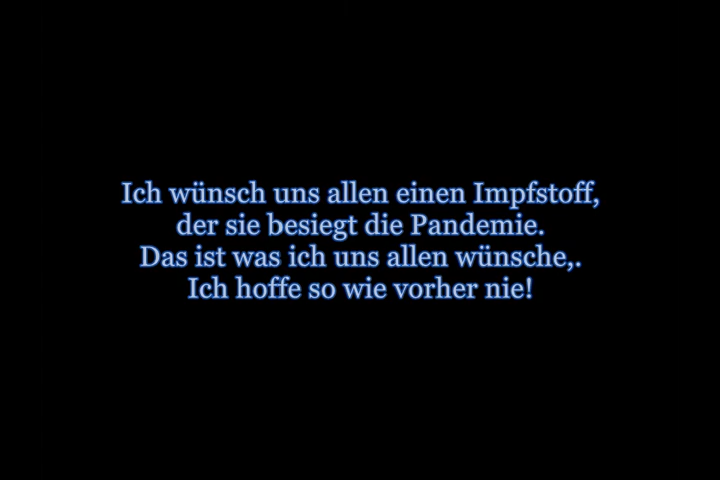 Ich wünsch uns allen einen Impfstoff,
der sie besiegt die Pandemie.
Das ist was ich uns allen wünsche,.
Ich hoffe so wie vorher nie!